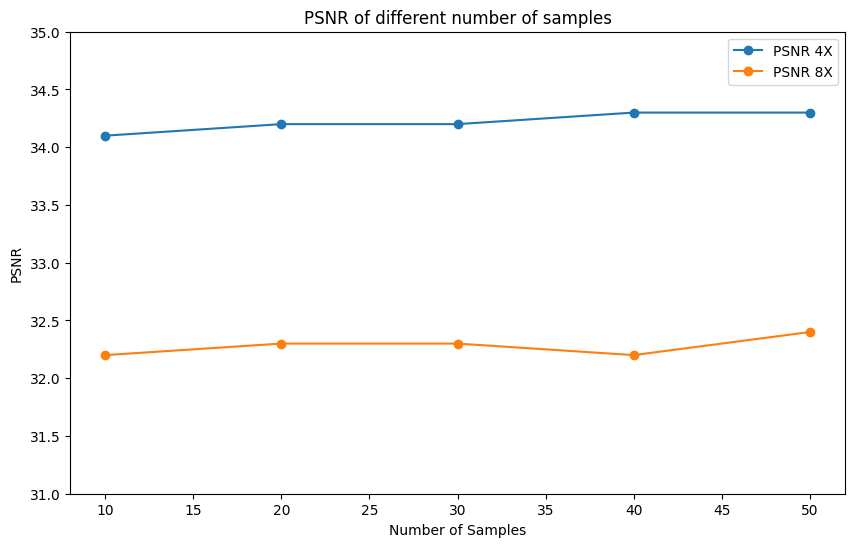 PSNR of different number of samples
35.0
34.5
34.0
33.5
33.0
32.5
32.0
31.5
31.0
PSNR
PSNR 4X
PSNR 8X
10 15 20 25 30 35 40 45 50
Number of Samples